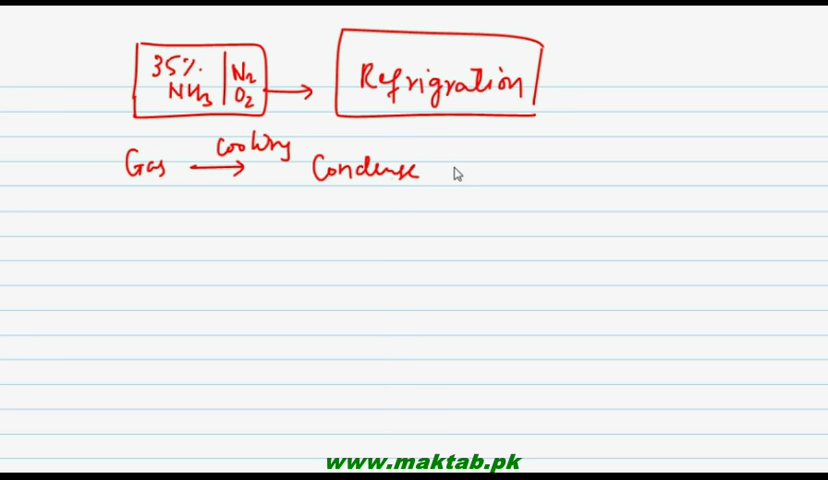 35% N2 Refrigration
NH3 O2
cooling
Gas → Condense
www.maktab.pk